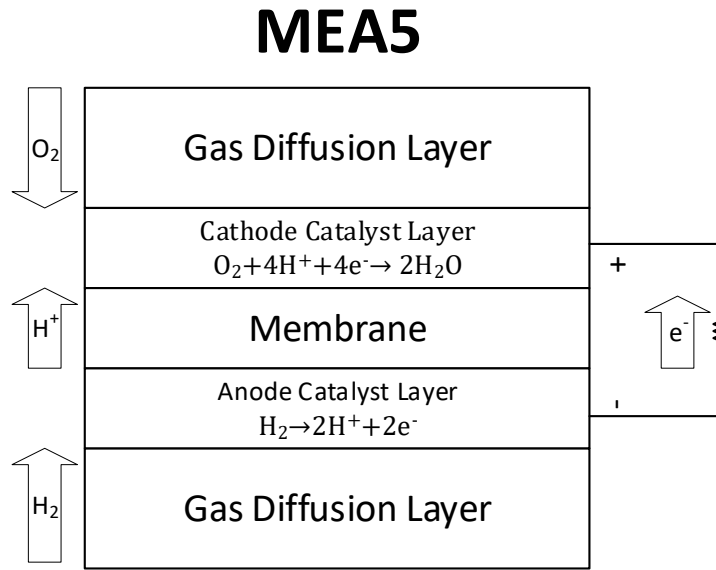 MEA5
O₂
Gas Diffusion Layer
Cathode Catalyst Layer
O₂+4H⁺+4e⁻→ 2H₂O
+
H⁺
Membrane
e⁻
Anode Catalyst Layer
H₂→2H⁺+2e⁻
-
H₂
Gas Diffusion Layer